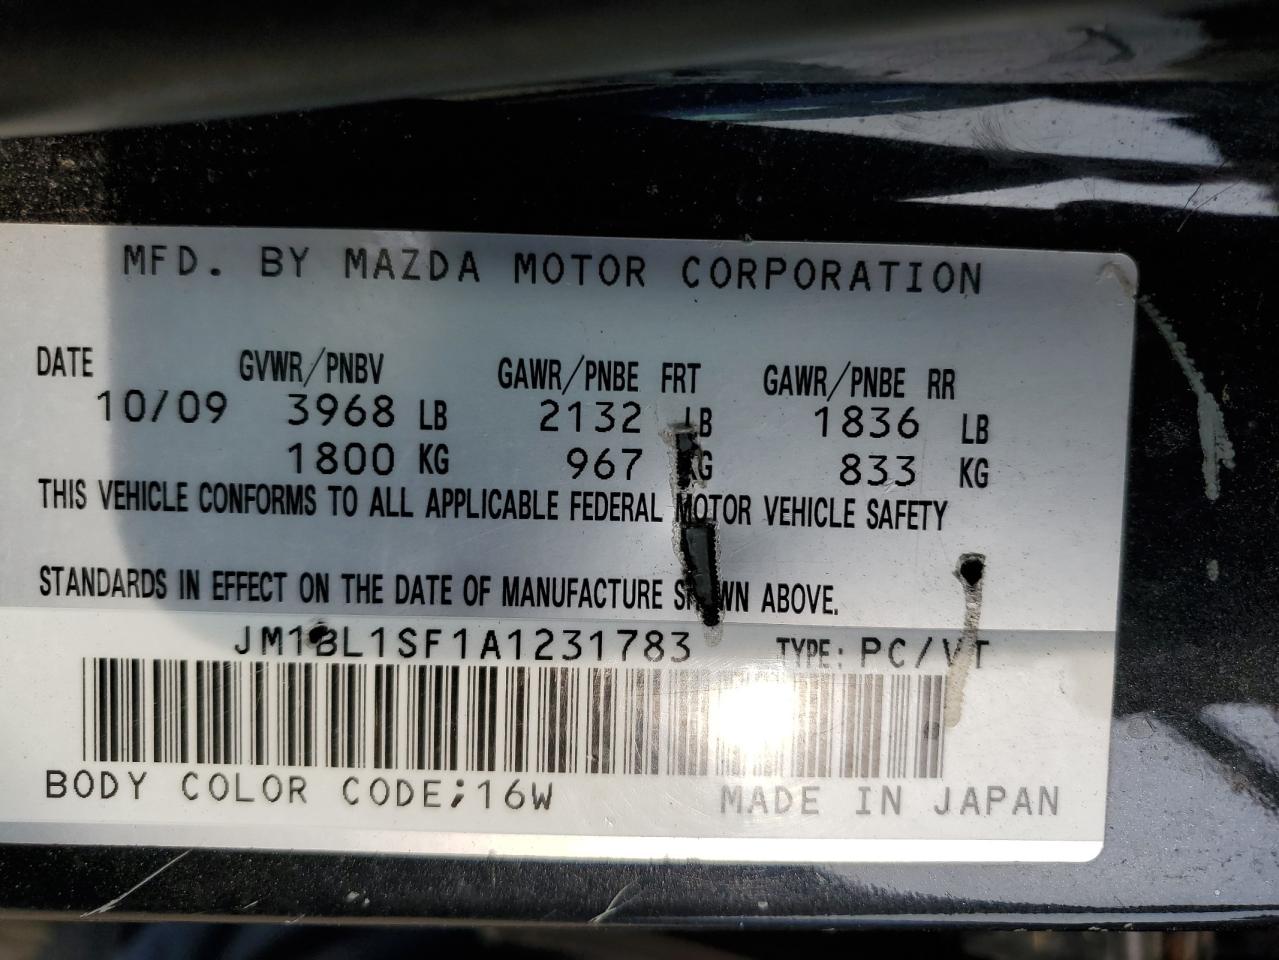 MFD. BY MAZDA MOTOR CORPORATION
DATE GVWR/PNBV GAWR/PNBE FRT GAWR/PNBE RR
10/09 3968 LB 2132 LB 1836 LB
1800 KG 967 KG 833 KG
THIS VEHICLE CONFORMS TO ALL APPLICABLE FEDERAL MOTOR VEHICLE SAFETY
STANDARDS IN EFFECT ON THE DATE OF MANUFACTURE SHOWN ABOVE.
JM1BL1SF1A1231783 TYPE: PC/VT
BODY COLOR CODE;16W MADE IN JAPAN